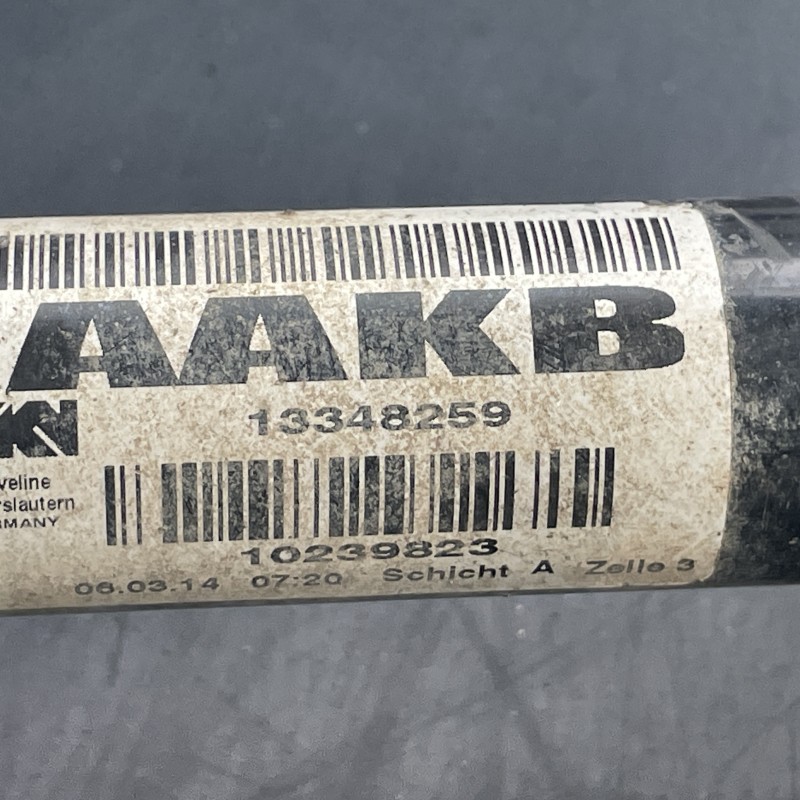 AAKB
13348259
veline
rslautern
RMANY
10239823
06.03.14 07:20 Schicht A Zelle 3